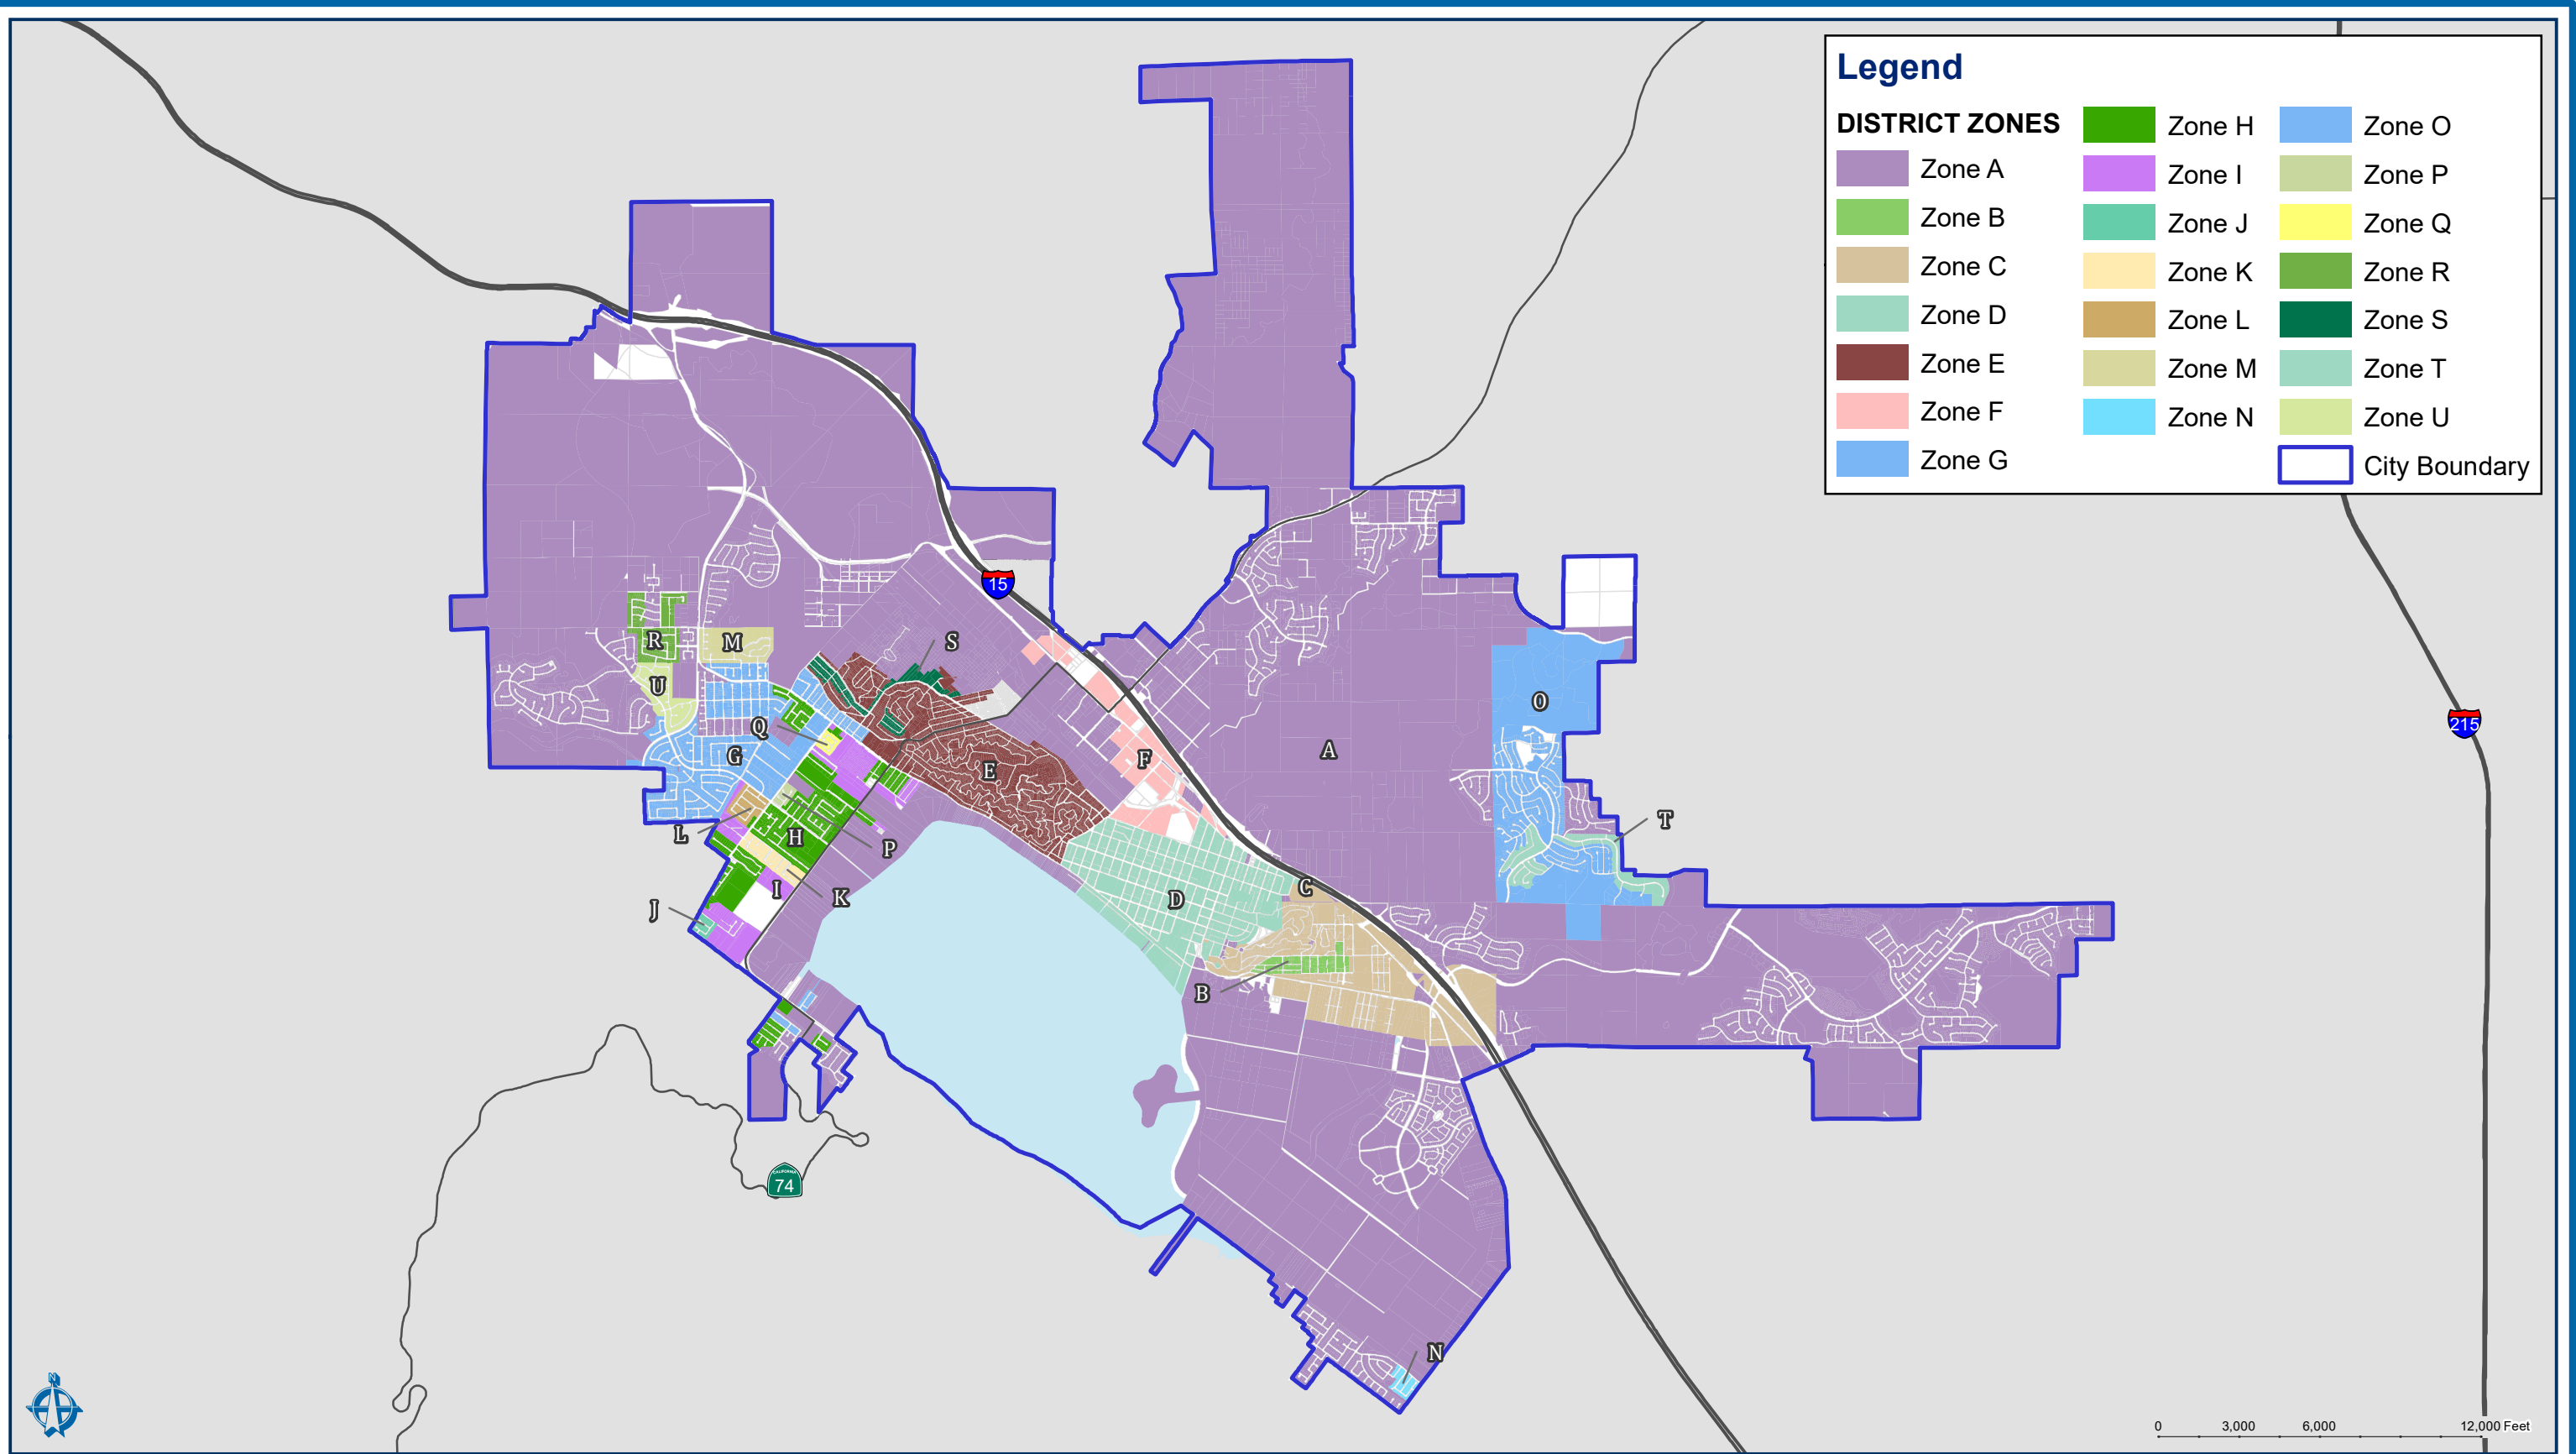 Legend
DISTRICT ZONES
Zone A
Zone B
Zone C
Zone D
Zone E
Zone F
Zone G
Zone H
Zone I
Zone J
Zone K
Zone L
Zone M
Zone N
Zone O
Zone P
Zone Q
Zone R
Zone S
Zone T
Zone U
City Boundary
15
S
R
M
U
O
215
Q
G
A
F
E
T
L
H
P
C
I
K
D
J
B
CALIFORNIA
74
N
N
0 3,000 6,000 12,000 Feet